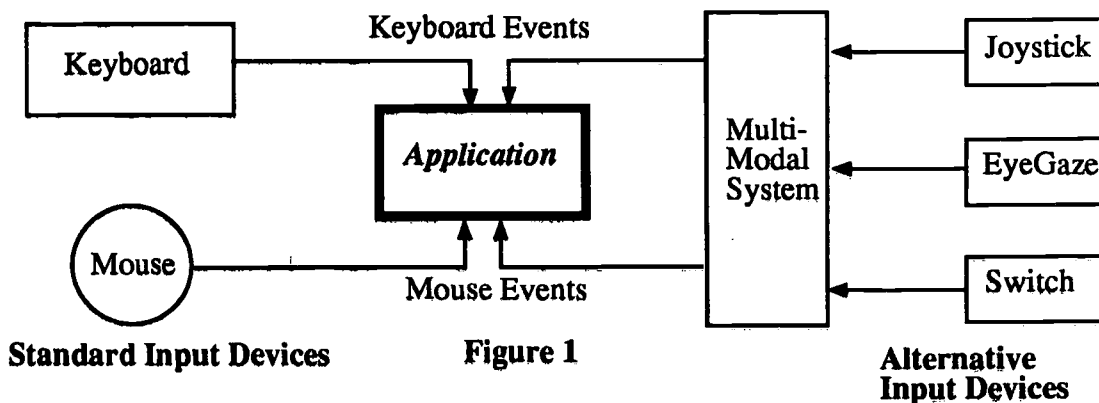 Keyboard Events
Keyboard
Joystick
Application
Multi-
Modal
System
EyeGaze
Mouse
Mouse Events
Switch
Standard Input Devices
Figure 1
Alternative
Input Devices